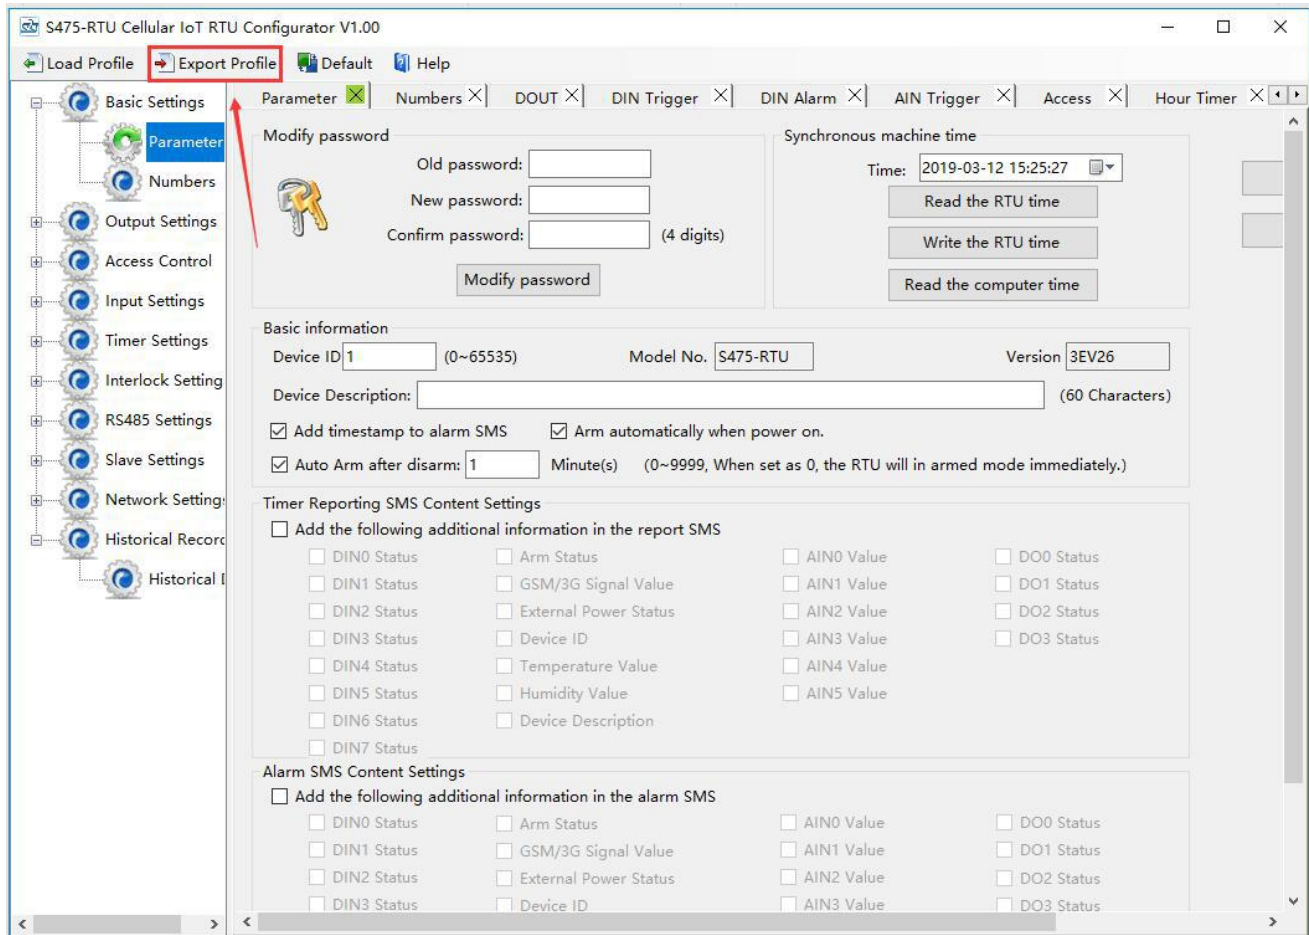 S475-RTU Cellular IoT RTU Configurator V1.00
Load Profile Export Profile Default Help
Basic Settings
Parameter
Numbers
Output Settings
Access Control
Input Settings
Timer Settings
Interlock Setting
RS485 Settings
Slave Settings
Network Settings
Historical Record
Historical
Parameter Numbers DOUT DIN Trigger DIN Alarm AIN Trigger Access Hour Timer
Modify password
Old password:
New password:
Confirm password: (4 digits)
Modify password
Synchronous machine time
Time: 2019-03-12 15:25:27
Read the RTU time
Write the RTU time
Read the computer time
Basic information
Device ID 1 (0~65535) Model No. S475-RTU Version 3EV26
Device Description: (60 Characters)
Add timestamp to alarm SMS Arm automatically when power on.
Auto Arm after disarm: 1 Minute(s) (0~9999, When set as 0, the RTU will in armed mode immediately.)
Timer Reporting SMS Content Settings
Add the following additional information in the report SMS
DIN0 Status Arm Status AIN0 Value DO0 Status
DIN1 Status GSM/3G Signal Value AIN1 Value DO1 Status
DIN2 Status External Power Status AIN2 Value DO2 Status
DIN3 Status Device ID AIN3 Value DO3 Status
DIN4 Status Temperature Value AIN4 Value
DIN5 Status Humidity Value AIN5 Value
DIN6 Status Device Description
DIN7 Status
Alarm SMS Content Settings
Add the following additional information in the alarm SMS
DIN0 Status Arm Status AIN0 Value DO0 Status
DIN1 Status GSM/3G Signal Value AIN1 Value DO1 Status
DIN2 Status External Power Status AIN2 Value DO2 Status
DIN3 Status Device ID AIN3 Value DO3 Status